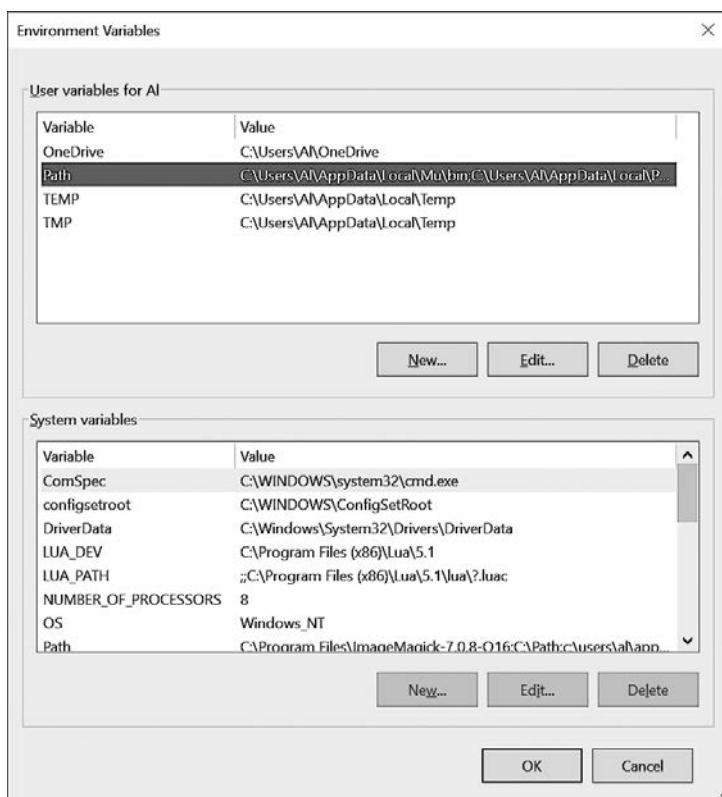 Environment Variables
User variables for Al
Variable Value
OneDrive C:\Users\Al\OneDrive
Path C:\Users\Al\AppData\Local\Mu\bin;C:\Users\Al\AppData\Local\P...
TEMP C:\Users\Al\AppData\Local\Temp
TMP C:\Users\Al\AppData\Local\Temp
New... Edit... Delete
System variables
Variable Value
ComSpec C:\WINDOWS\system32\cmd.exe
configsetroot C:\WINDOWS\ConfigSetRoot
DriverData C:\Windows\System32\Drivers\DriverData
LUA_DEV C:\Program Files (x86)\Lua\5.1
LUA_PATH ;;C:\Program Files (x86)\Lua\5.1\lua\?.luac
NUMBER_OF_PROCESSORS 8
OS Windows_NT
Path C:\Program Files\ImageMagick-7.0.8-Q16;C:\Path;c:\users\al\app...
New... Edit... Delete
OK Cancel